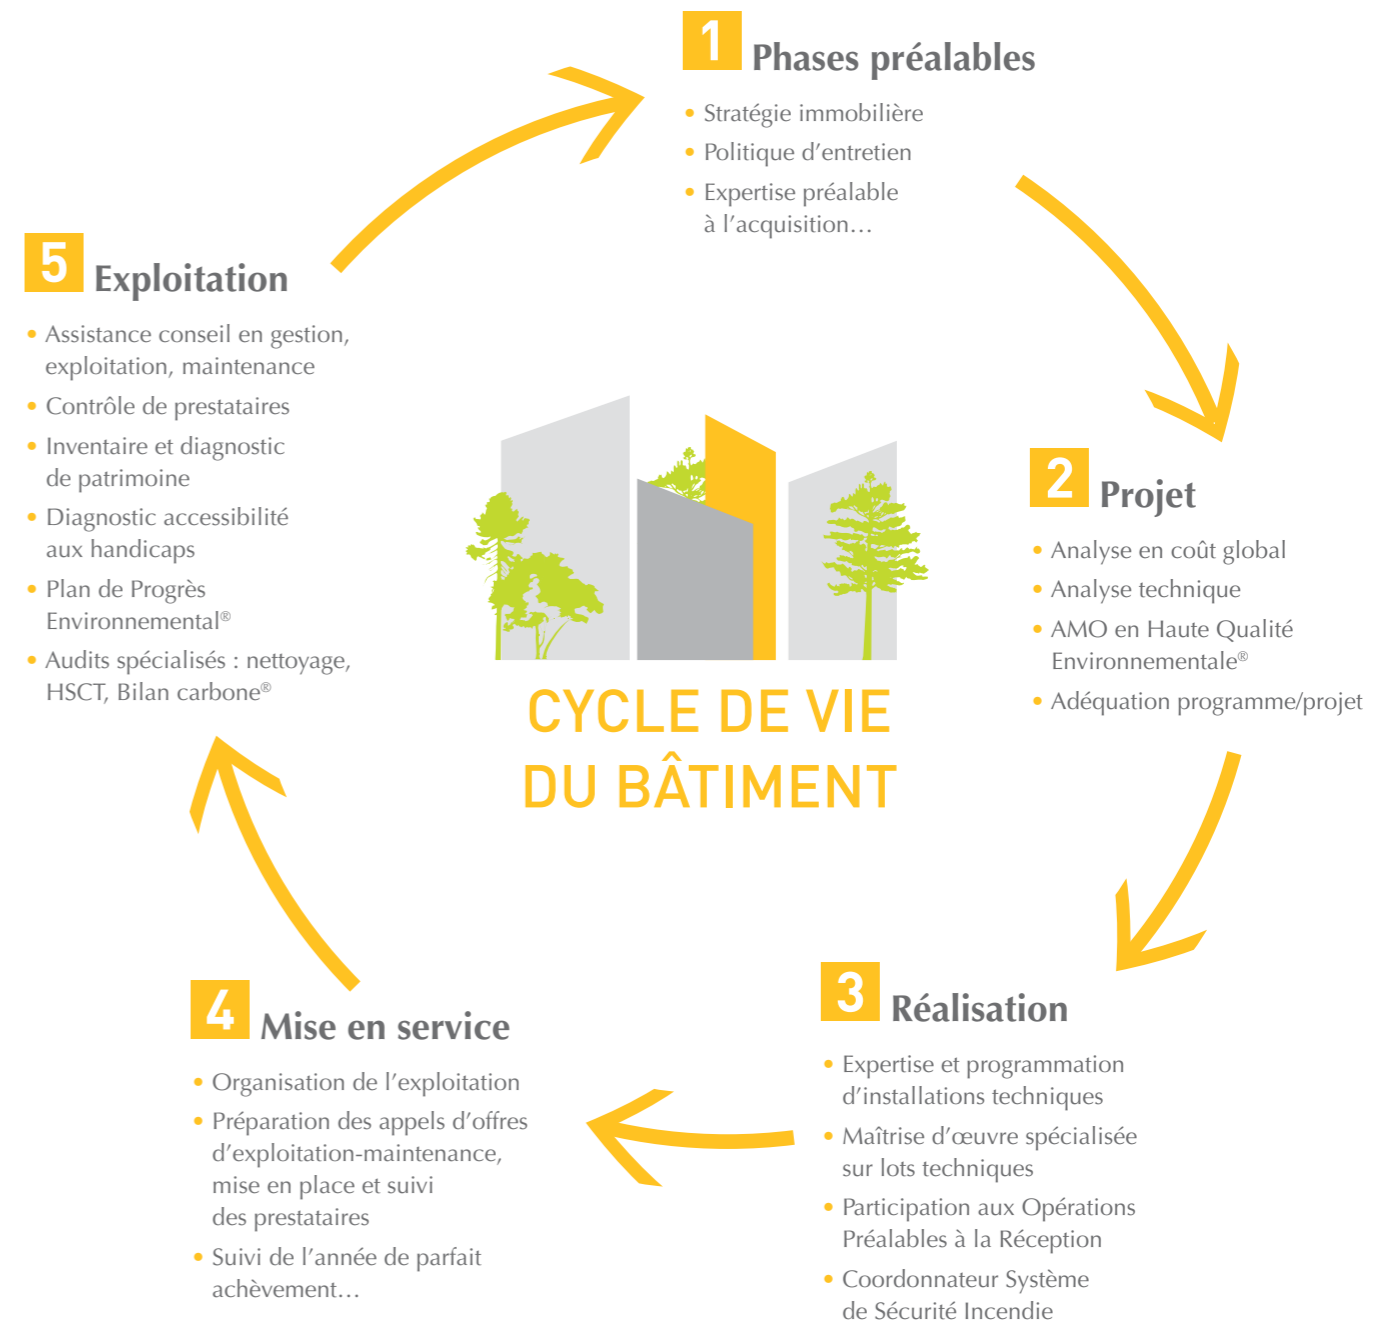 1 Phases préalables
• Stratégie immobilière
• Politique d’entretien
• Expertise préalable
à l’acquisition…
2 Projet
• Analyse en coût global
• Analyse technique
• AMO en Haute Qualité
Environnementale®
• Adéquation programme/projet
3 Réalisation
• Expertise et programmation
d’installations techniques
• Maîtrise d’œuvre spécialisée
sur lots techniques
• Participation aux Opérations
Préalables à la Réception
• Coordonnateur Système
de Sécurité Incendie
4 Mise en service
• Organisation de l’exploitation
• Préparation des appels d’offres
d’exploitation-maintenance,
mise en place et suivi
des prestataires
• Suivi de l’année de parfait
achèvement…
5 Exploitation
• Assistance conseil en gestion,
exploitation, maintenance
• Contrôle de prestataires
• Inventaire et diagnostic
de patrimoine
• Diagnostic accessibilité
aux handicaps
• Plan de Progrès
Environnemental®
• Audits spécialisés : nettoyage,
HSCT, Bilan carbone®
CYCLE DE VIE
DU BÂTIMENT